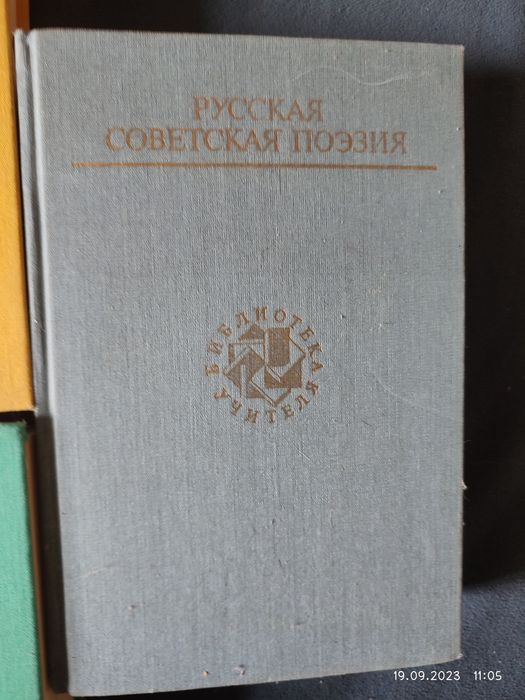 РУССКАЯ
СОВЕТСКАЯ ПОЭЗИЯ
БИБЛИОТЕКА
УЧИТЕЛЯ
19.09.2023 11:05